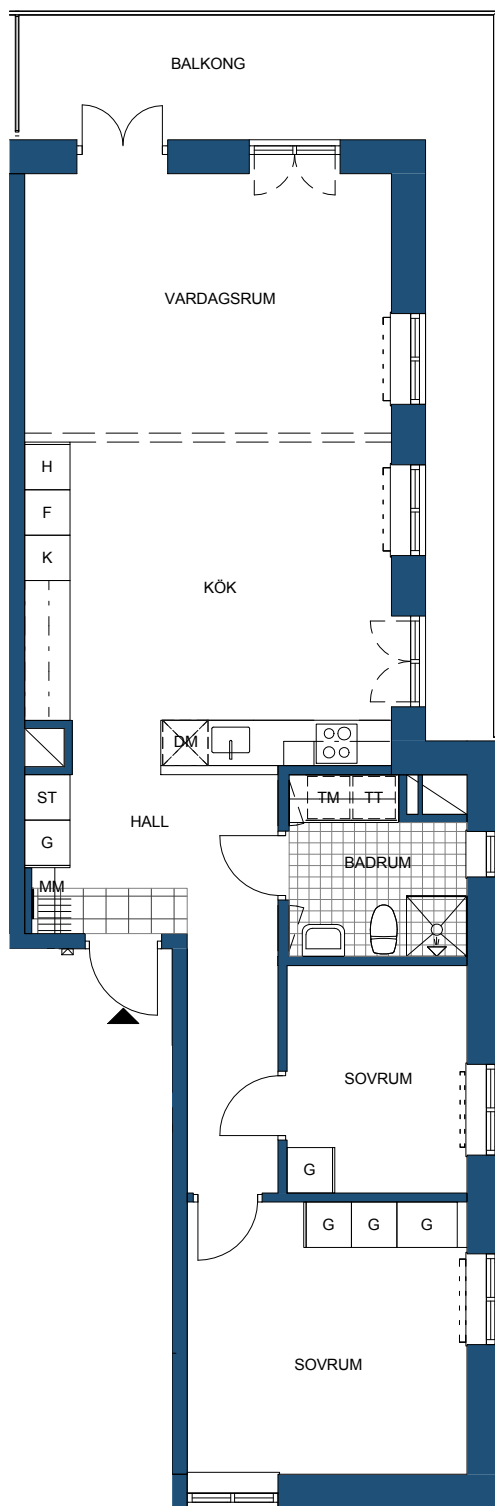 BALKONG
VARDAGSRUM
H
F
K
KÖK
DM
ST
G
HALL
TM
TT
BADRUM
MM
SOVRUM
G
G
G
G
SOVRUM